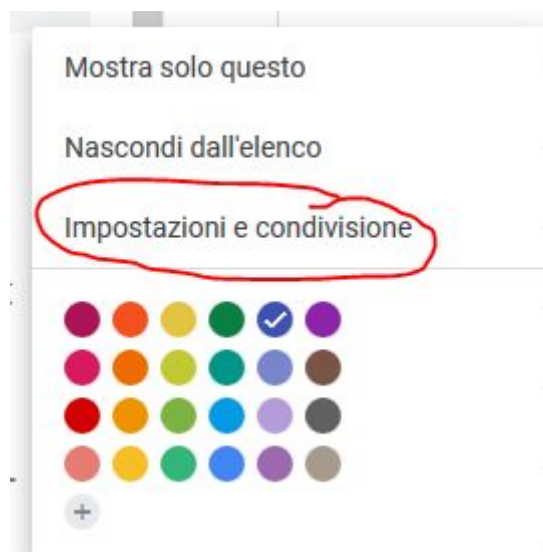 Mostra solo questo
Nascondi dall'elenco
Impostazioni e condivisione
+